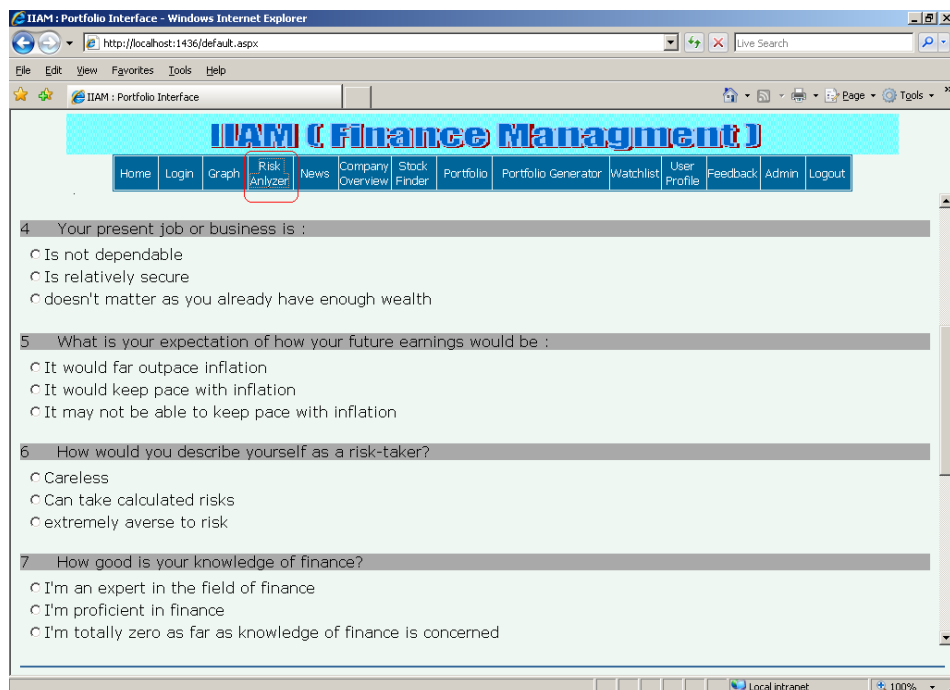 IIAM : Portfolio Interface - Windows Internet Explorer
http://localhost:1436/default.aspx
Live Search
File Edit View Favorites Tools Help
IIAM : Portfolio Interface
Page Tools »
IIAM ( Finance Managment )
Home Login Graph Risk Anlyzer News Company Overview Stock Finder Portfolio Portfolio Generator Watchlist User Profile Feedback Admin Logout
4 Your present job or business is :
Is not dependable
Is relatively secure
doesn't matter as you already have enough wealth
5 What is your expectation of how your future earnings would be :
It would far outpace inflation
It would keep pace with inflation
It may not be able to keep pace with inflation
6 How would you describe yourself as a risk-taker?
Careless
Can take calculated risks
extremely averse to risk
7 How good is your knowledge of finance?
I'm an expert in the field of finance
I'm proficient in finance
I'm totally zero as far as knowledge of finance is concerned
Local intranet 100%